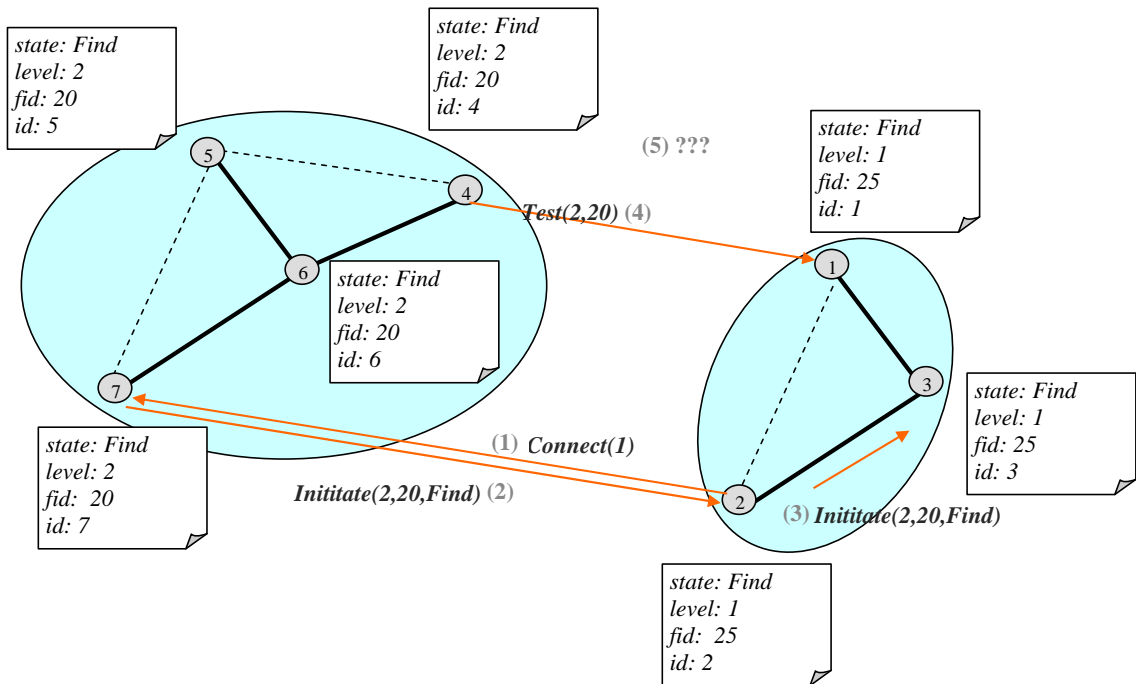 state: Find
level: 2
fid: 20
id: 5
state: Find
level: 2
fid: 20
id: 4
(5) ???
state: Find
level: 1
fid: 25
id: 1
5
4
Test(2,20) (4)
1
6
state: Find
level: 2
fid: 20
id: 6
7
3
state: Find
level: 1
fid: 25
id: 3
(1) Connect(1)
state: Find
level: 2
fid: 20
id: 7
Inititate(2,20,Find) (2)
2
(3) Inititate(2,20,Find)
state: Find
level: 1
fid: 25
id: 2